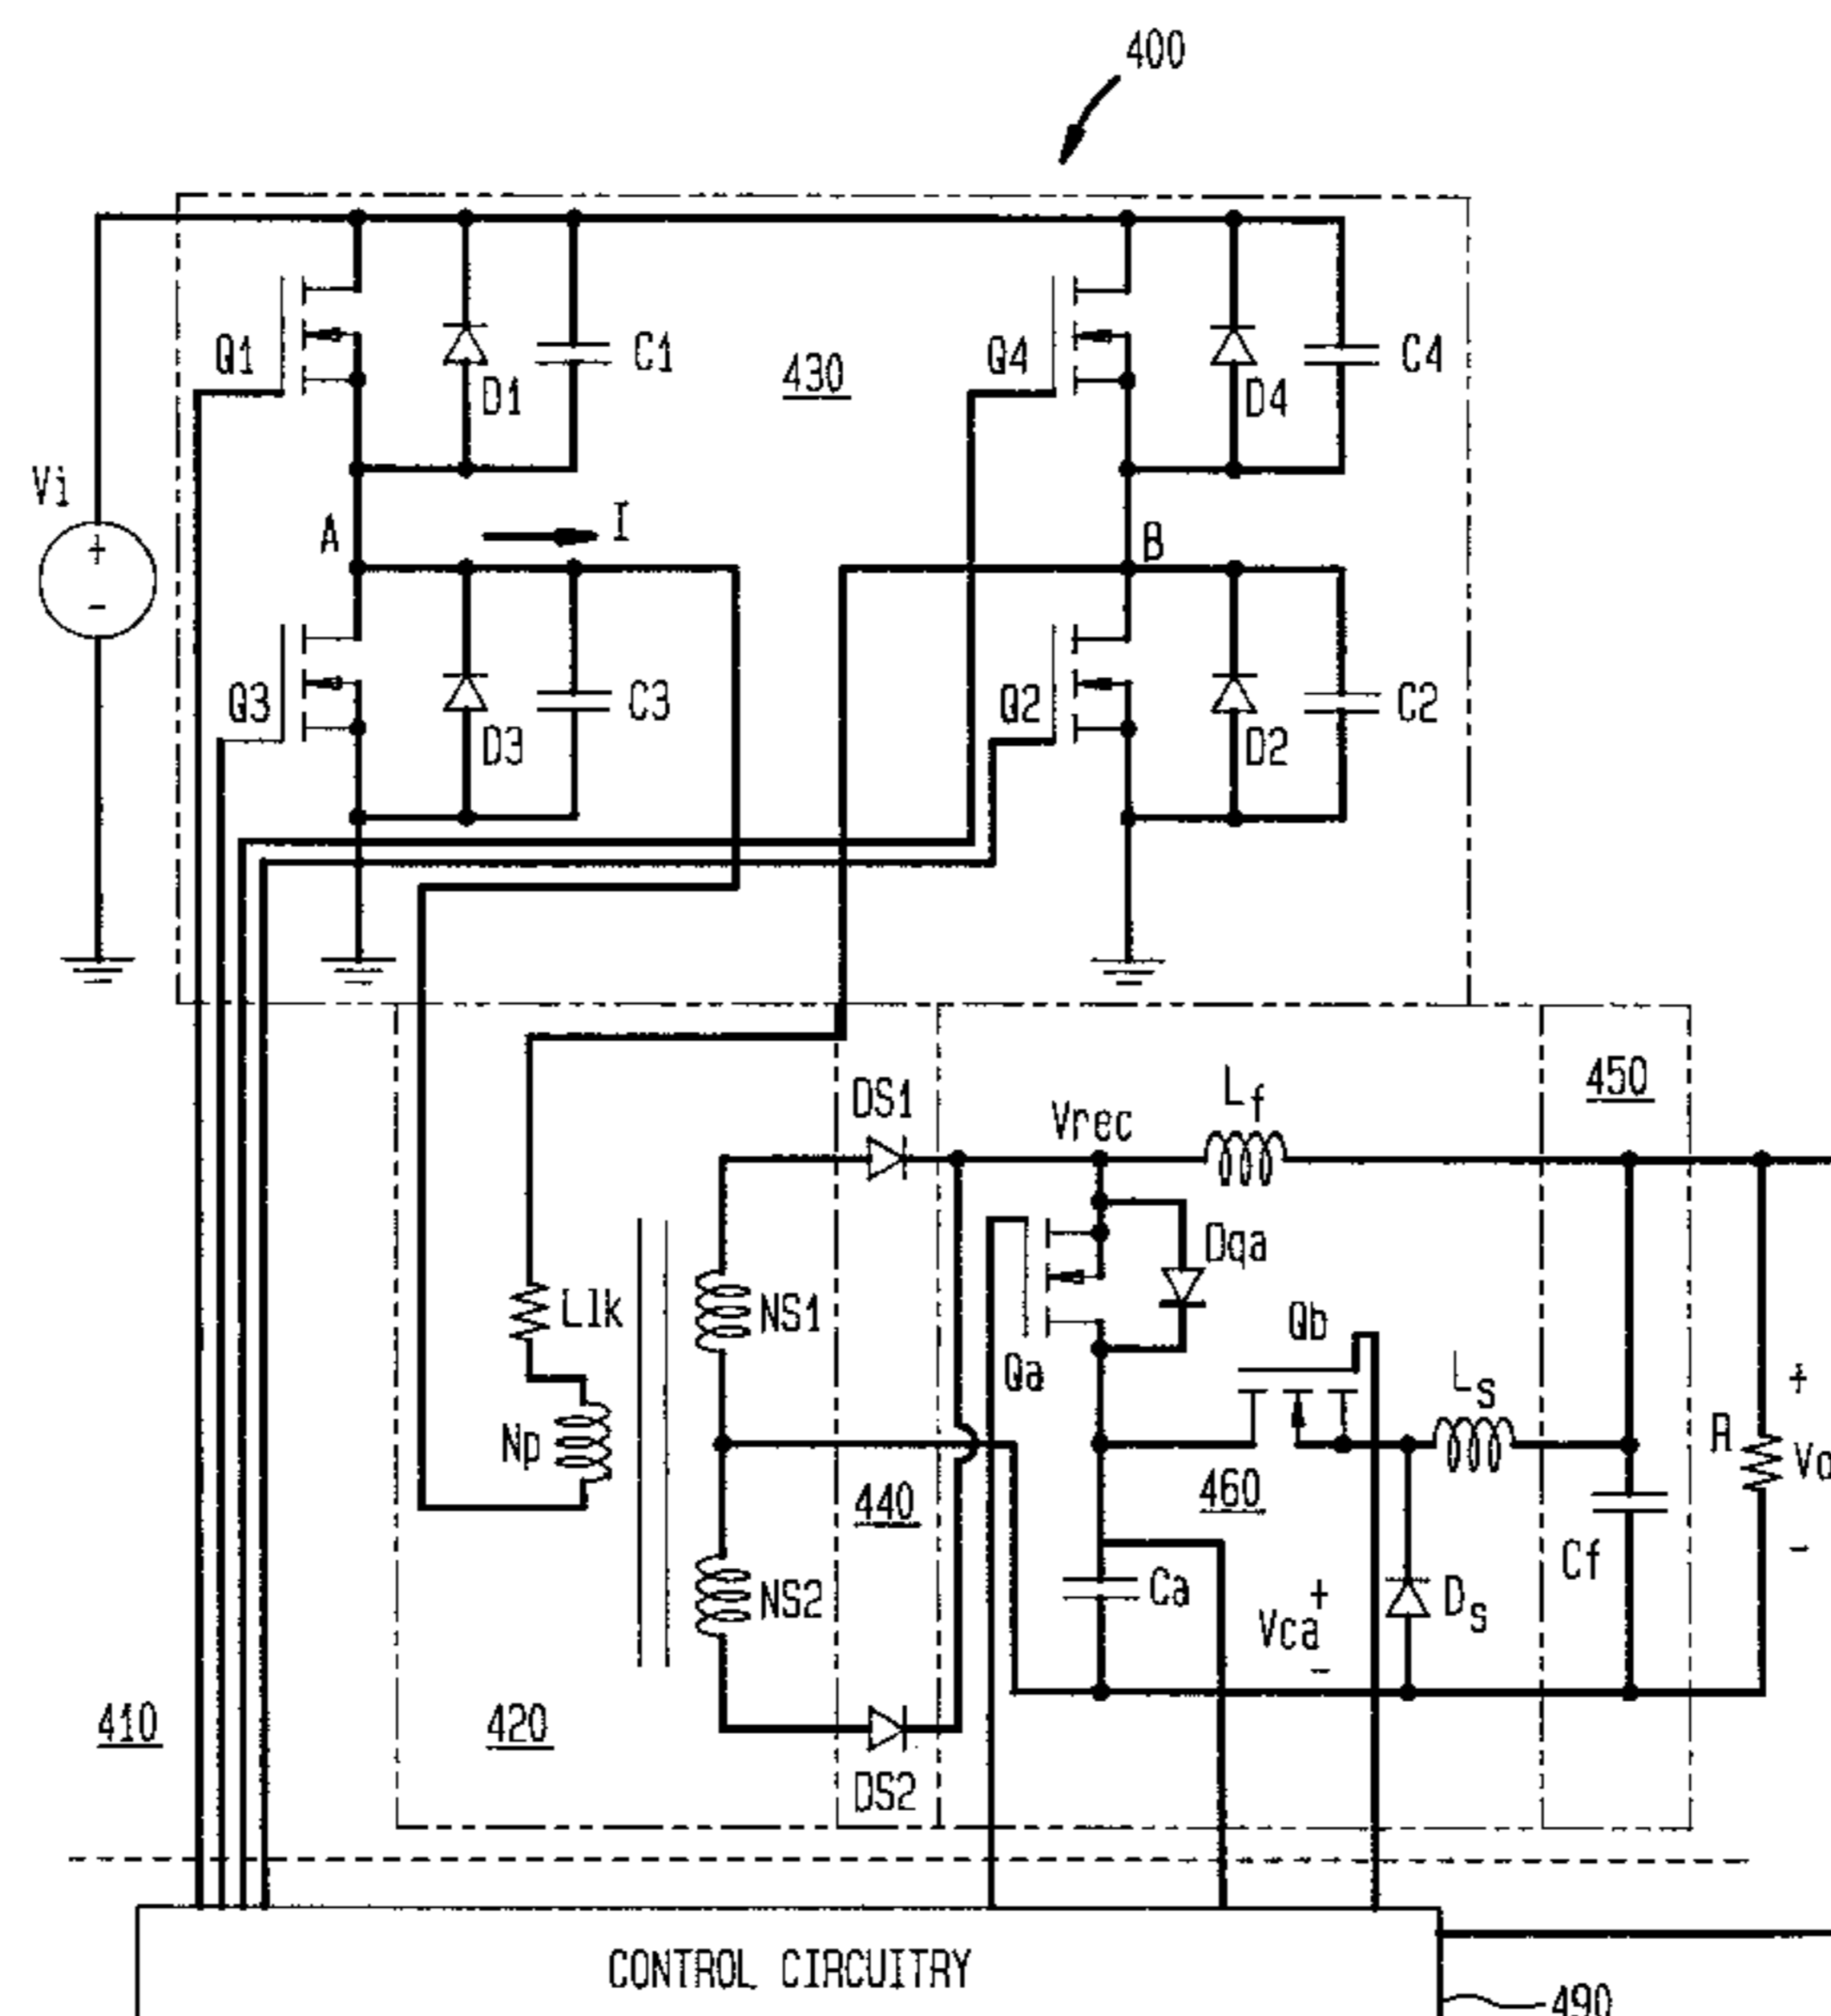 400
Q1
D1
C1
430
Q4
D4
C4
Vi
+
-
A
I
B
Q3
D3
C3
Q2
D2
C2
450
DS1
Vrec
Lf
Llk
NS1
Dqa
Qa
Qb
Ls
+
R
Vo
-
Np
440
460
Cf
NS2
Ca
+
Vca
-
Ds
410
420
DS2
CONTROL CIRCUITRY
490